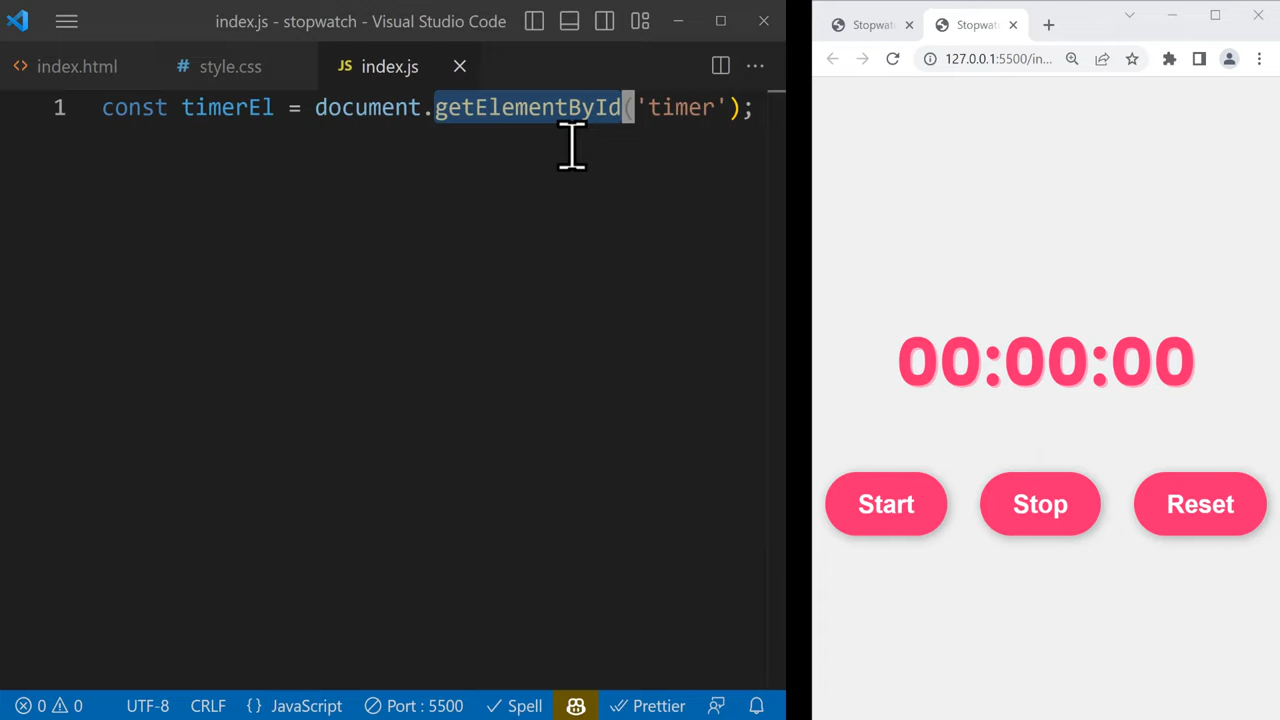 index.js - stopwatch - Visual Studio Code
index.html
# style.css
JS index.js
1 const timerEl = document.getElementById('timer');
0 0 UTF-8 CRLF {} JavaScript Port : 5500 Spell Prettier
Stopwat
Stopwatc
127.0.0.1:5500/in...
00:00:00
Start Stop Reset